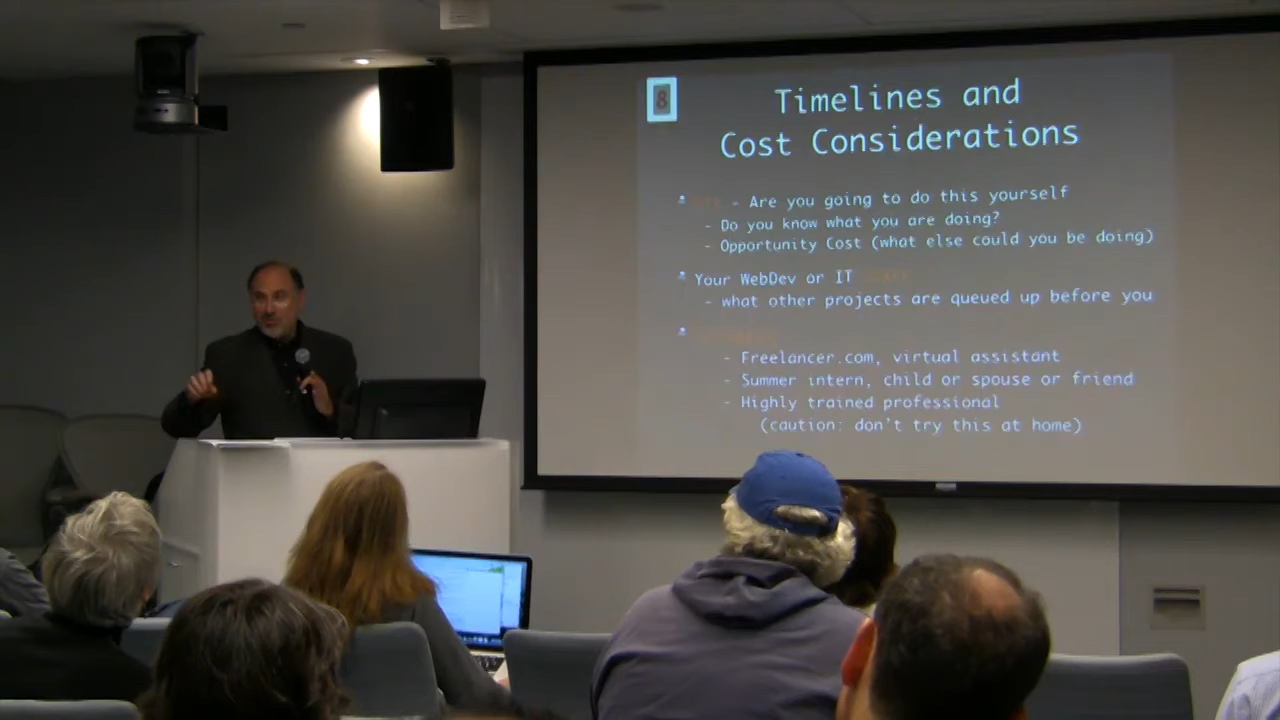 8
Timelines and
Cost Considerations
- Are you going to do this yourself
- Do you know what you are doing?
- Opportunity Cost (what else could you be doing)
Your WebDev or IT
- what other projects are queued up before you
- Freelancer.com, virtual assistant
- Summer intern, child or spouse or friend
- Highly trained professional
(caution: don't try this at home)